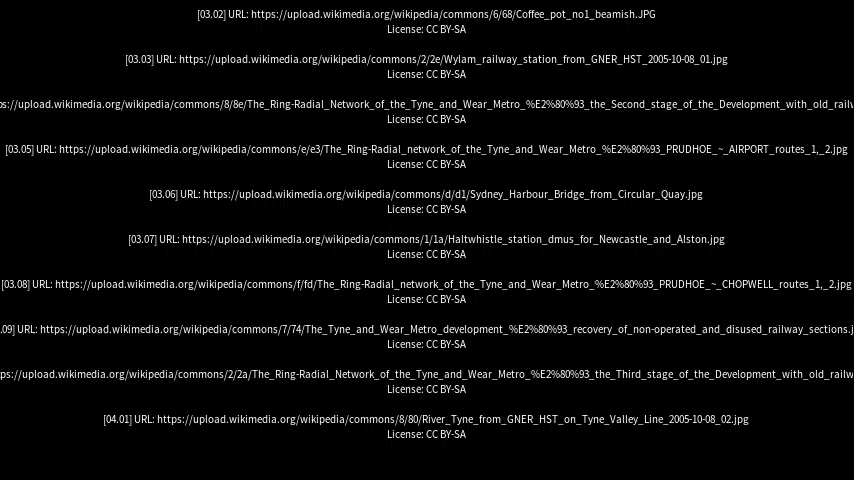 [03.02] URL: https://upload.wikimedia.org/wikipedia/commons/6/68/Coffee_pot_no1_beamish.JPG
License: CC BY-SA
[03.03] URL: https://upload.wikimedia.org/wikipedia/commons/2/2e/Wylam_railway_station_from_GNER_HST_2005-10-08_01.jpg
License: CC BY-SA
ps://upload.wikimedia.org/wikipedia/commons/8/8e/The_Ring-Radial_Network_of_the_Tyne_and_Wear_Metro_%E2%80%93_the_Second_stage_of_the_Development_with_old_railv
License: CC BY-SA
[03.05] URL: https://upload.wikimedia.org/wikipedia/commons/e/e3/The_Ring-Radial_network_of_the_Tyne_and_Wear_Metro_%E2%80%93_PRUDHOE_~_AIRPORT_routes_1,_2.jpg
License: CC BY-SA
[03.06] URL: https://upload.wikimedia.org/wikipedia/commons/d/d1/Sydney_Harbour_Bridge_from_Circular_Quay.jpg
License: CC BY-SA
[03.07] URL: https://upload.wikimedia.org/wikipedia/commons/1/1a/Haltwhistle_station_dmus_for_Newcastle_and_Alston.jpg
License: CC BY-SA
[03.08] URL: https://upload.wikimedia.org/wikipedia/commons/f/fd/The_Ring-Radial_network_of_the_Tyne_and_Wear_Metro_%E2%80%93_PRUDHOE_~_CHOPWELL_routes_1,_2.jpg
License: CC BY-SA
.09] URL: https://upload.wikimedia.org/wikipedia/commons/7/74/The_Tyne_and_Wear_Metro_development_%E2%80%93_recovery_of_non-operated_and_disused_railway_sections.j
License: CC BY-SA
ps://upload.wikimedia.org/wikipedia/commons/2/2a/The_Ring-Radial_Network_of_the_Tyne_and_Wear_Metro_%E2%80%93_the_Third_stage_of_the_Development_with_old_railw
License: CC BY-SA
[04.01] URL: https://upload.wikimedia.org/wikipedia/commons/8/80/River_Tyne_from_GNER_HST_on_Tyne_Valley_Line_2005-10-08_02.jpg
License: CC BY-SA